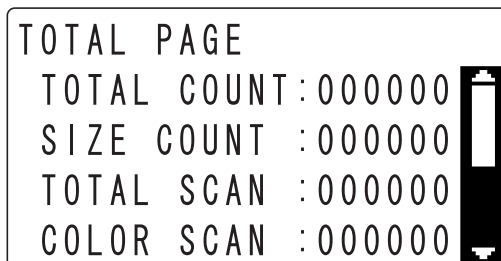 TOTAL PAGE
TOTAL COUNT:000000
SIZE COUNT :000000
TOTAL SCAN :000000
COLOR SCAN :000000